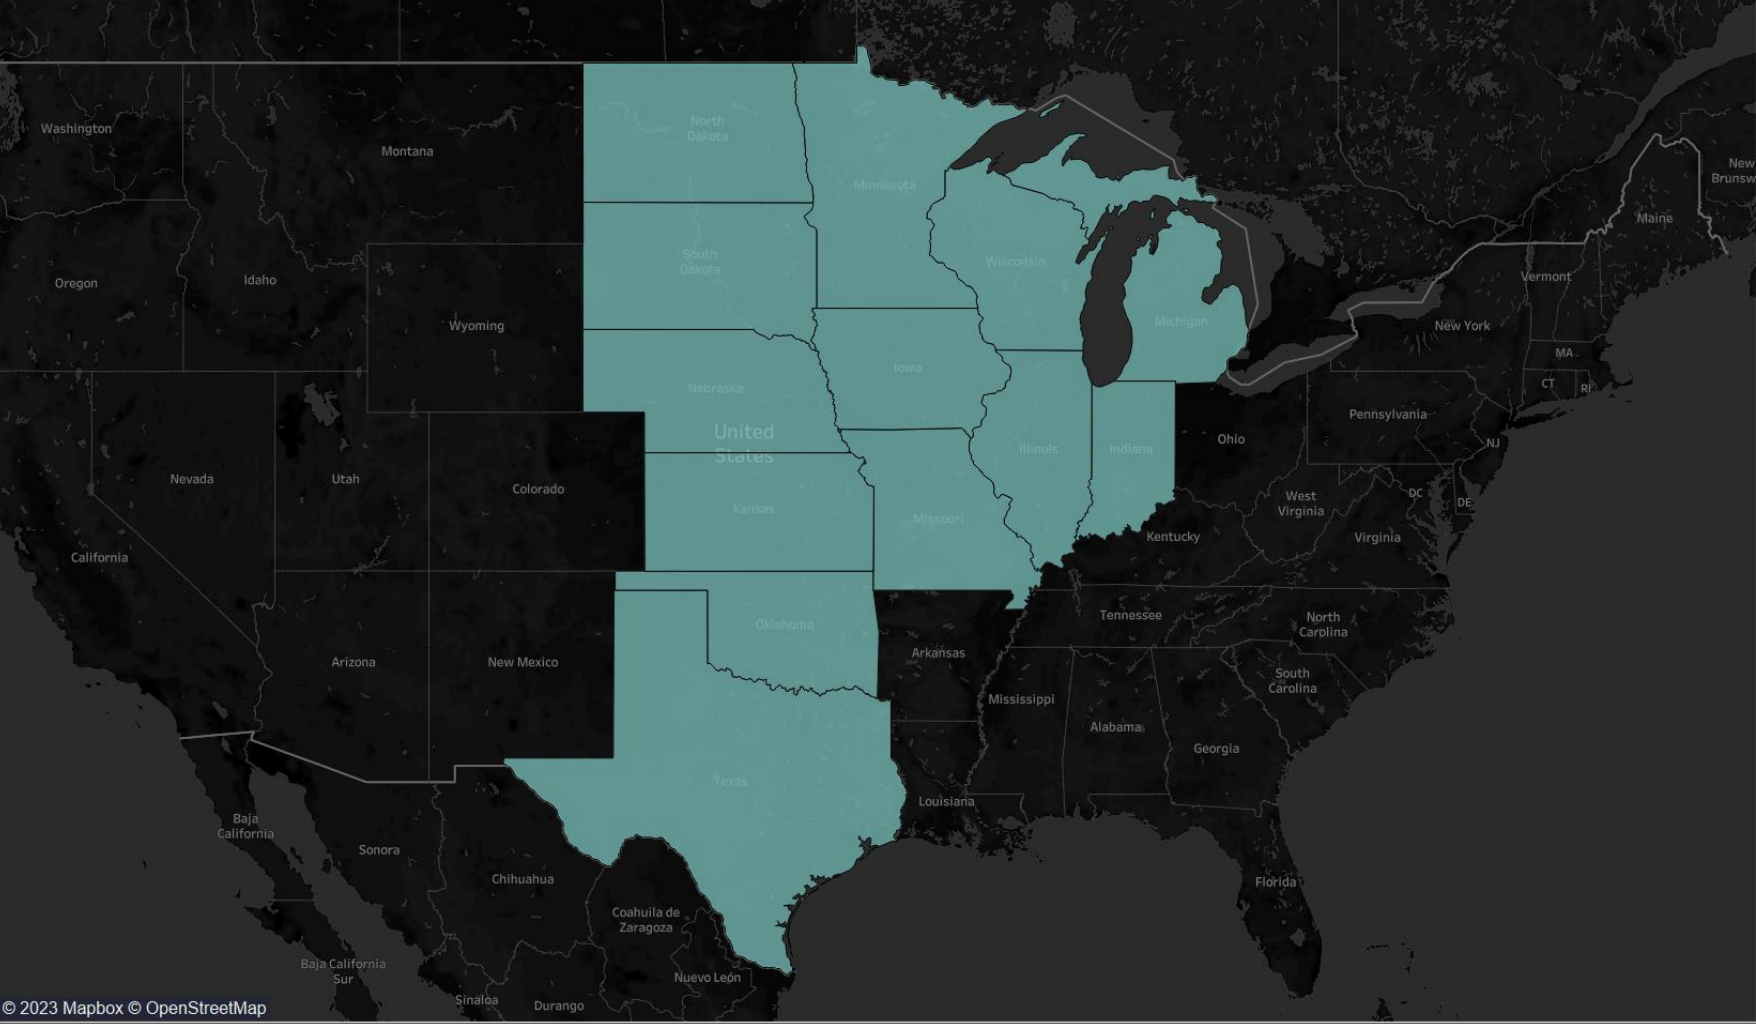 Washington
Montana
North
Dakota
Minnesota
New
Brunsw
Maine
Oregon
Idaho
South
Dakota
Wisconsin
Vermont
Wyoming
Michigan
New York
MA
Nebraska
Iowa
CT
RI
Pennsylvania
United
States
Ohio
NJ
Nevada
Utah
Colorado
Illinois
Indiana
Kansas
Missouri
West
Virginia
DC
DE
California
Kentucky
Virginia
Oklahoma
Tennessee
North
Carolina
Arizona
New Mexico
Arkansas
South
Carolina
Mississippi
Alabama
Georgia
Texas
Louisiana
Baja
California
Sonora
Chihuahua
Florida
Coahuila de
Zaragoza
Baja California
Sur
Nuevo León
Sinaloa
Durango
© 2023 Mapbox © OpenStreetMap